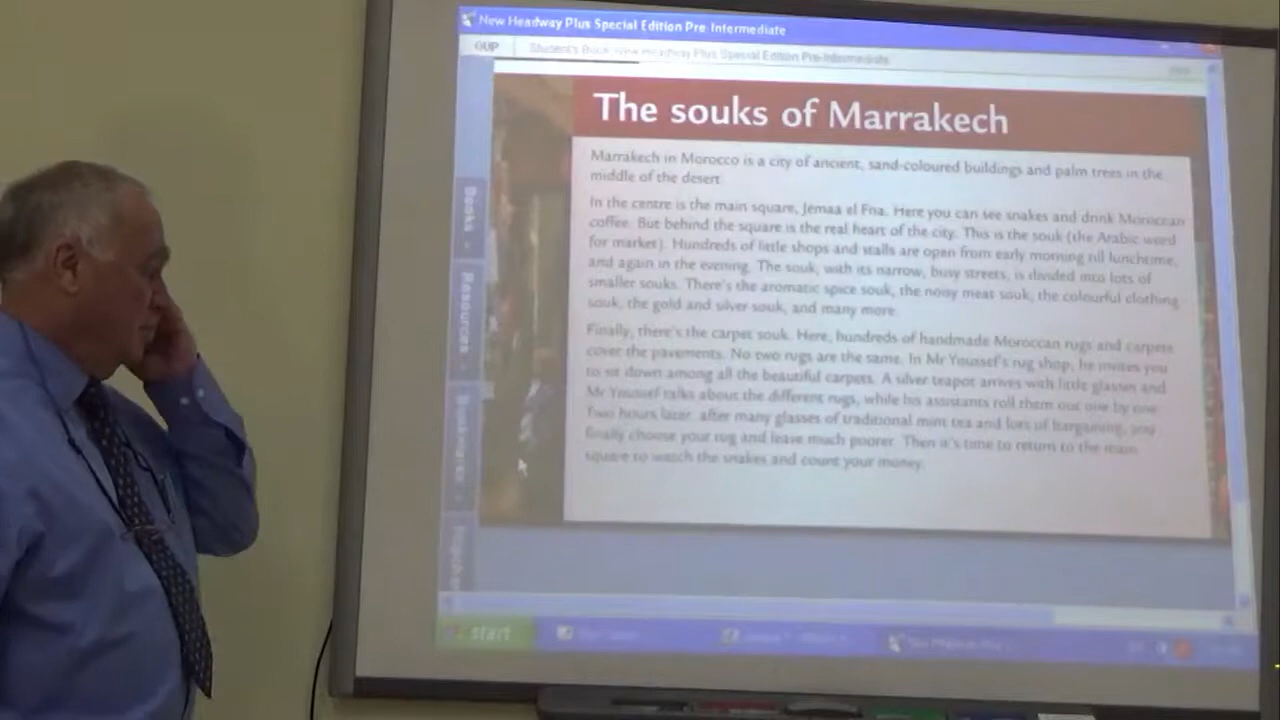 New Headway Plus Special Edition Pre-Intermediate
OUP
Student's Book New Headway Plus Special Edition Pre-Intermediate
The souks of Marrakech
Marrakech in Morocco is a city of ancient, sand-coloured buildings and palm trees in the
middle of the desert.
In the centre is the main square, Jemaa el Fna. Here you can see snakes and drink Moroccan
coffee. But behind the square is the real heart of the city. This is the souk (the Arabic word
for market). Hundreds of little shops and stalls are open from early morning till lunchtime,
and again in the evening. The souk, with its narrow, busy streets, is divided into lots of
smaller souks. There's the aromatic spice souk, the noisy meat souk, the colourful clothing
souk, the gold and silver souk, and many more.
Finally, there's the carpet souk. Here, hundreds of handmade Moroccan rugs and carpets
cover the pavements. No two rugs are the same. In Mr Youssef's rug shop, he invites you
to sit down among all the beautiful carpets. A silver teapot arrives with little glasses and
Mr Youssef talks about the different rugs, while his assistants roll them out one by one.
Two hours later, after many glasses of traditional mint tea and lots of bargaining, you
finally choose your rug and leave much poorer. Then it's time to return to the main
square to watch the snakes and count your money.
Books
Resources
start